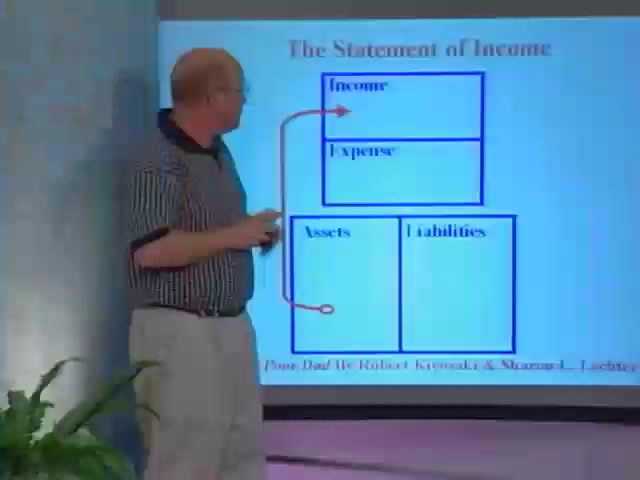 The Statement of Income
Income
Expense
Assets
Liabilities
Poor Dad By Robert Kiyosaki & Sharon L. Lechter